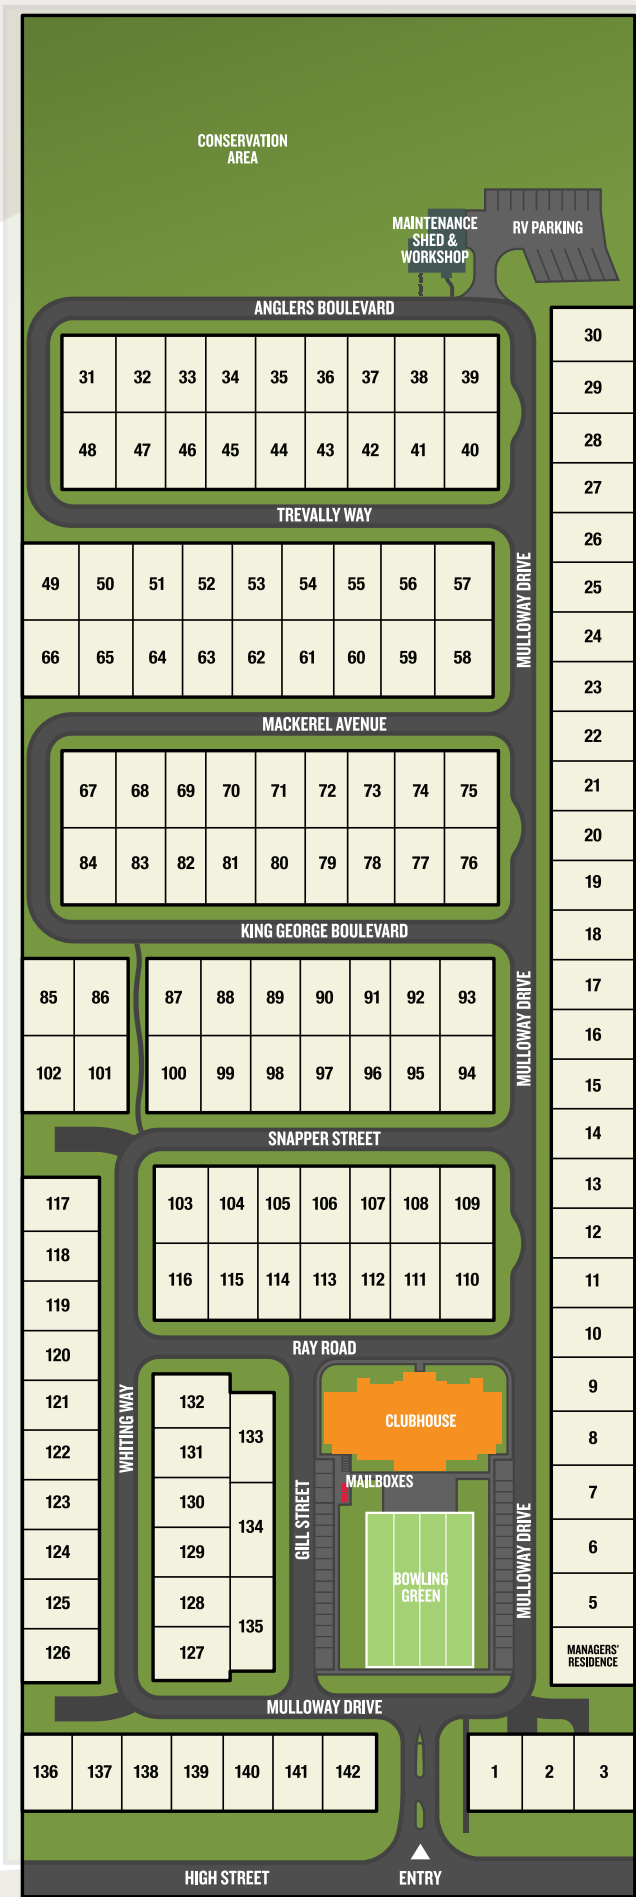 CONSERVATION
AREA
MAINTENANCE
SHED &
WORKSHOP
RV PARKING
ANGLERS BOULEVARD
30
31 32 33 34 35 36 37 38 39
29
48 47 46 45 44 43 42 41 40
28
27
TREVALLY WAY
26
MULLOWAY DRIVE
49 50 51 52 53 54 55 56 57
25
24
66 65 64 63 62 61 60 59 58
23
MACKEREL AVENUE
22
67 68 69 70 71 72 73 74 75
21
20
84 83 82 81 80 79 78 77 76
19
KING GEORGE BOULEVARD
18
85 86 87 88 89 90 91 92 93
17
MULLOWAY DRIVE
16
102 101 100 99 98 97 96 95 94
15
SNAPPER STREET
14
13
103 104 105 106 107 108 109
12
116 115 114 113 112 111 110
11
10
RAY ROAD
117
118
119
120
121
122
123
124
125
126
WHITING WAY
132
131
130
129
128
127
133
134
135
GILL STREET
CLUBHOUSE
MAILBOXES
BOWLING
GREEN
MULLOWAY DRIVE
9
8
7
6
5
MANAGERS'
RESIDENCE
MULLOWAY DRIVE
136 137 138 139 140 141 142
1 2 3
HIGH STREET
ENTRY